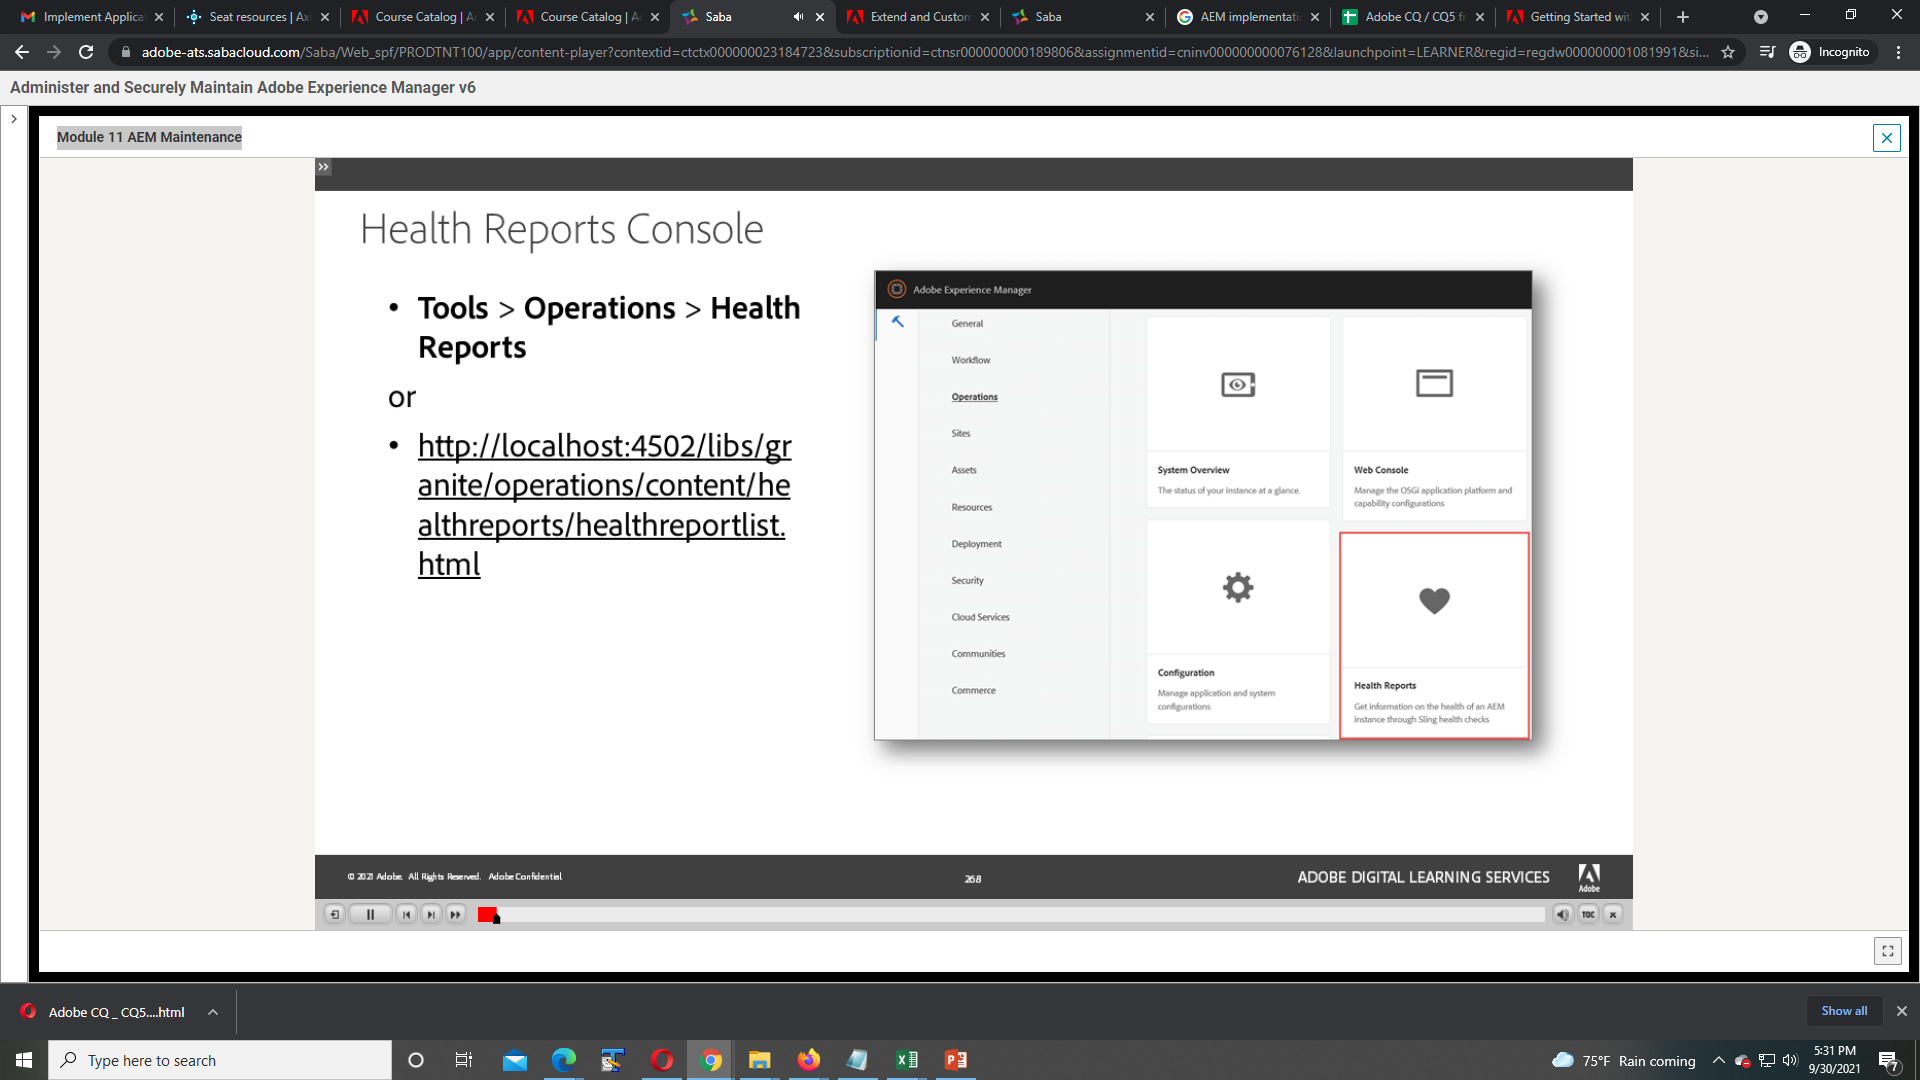 Implement Applica
Seat resources | Ax
Course Catalog | A
Course Catalog | A
Saba
Extend and Custom
Saba
AEM implementati
Adobe CQ / CQ5 fr
Getting Started wit
adobe-ats.sabacloud.com/Saba/Web_spf/PRODTNT100/app/content-player?contextid=ctctx000000023184723&subscriptionid=ctnsr000000000189806&assignmentid=cninv000000000076128&launchpoint=LEARNER&regid=regdw000000001081991&si...
Incognito
Administer and Securely Maintain Adobe Experience Manager v6
Module 11 AEM Maintenance
Health Reports Console
• Tools > Operations > Health
Reports
or
• http://localhost:4502/libs/gr
anite/operations/content/he
althreports/healthreportlist.
html
Adobe Experience Manager
General
Workflow
Operations
Sites
Assets
Resources
Deployment
Security
Cloud Services
Communities
Commerce
System Overview
The status of your instance at a glance.
Web Console
Manage the OSGi application platform and
capability configurations
Configuration
Manage application and system
configurations
Health Reports
Get information on the health of an AEM
instance through Sling health checks
© 2021 Adobe. All Rights Reserved. Adobe Confidential
268
ADOBE DIGITAL LEARNING SERVICES
Adobe
TOC
Adobe CQ _ CQ5....html
Show all
Type here to search
75°F Rain coming
5:31 PM
9/30/2021
7